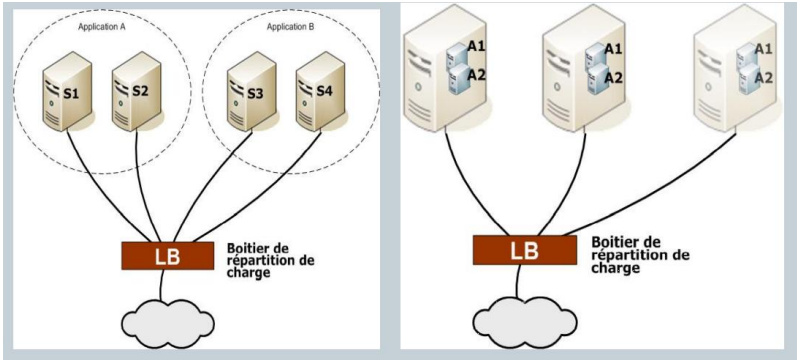 Application A
Application B
S1
S2
S3
S4
LB
Boitier de
répartition de
charge
A1
A2
A1
A2
A1
A2
LB
Boitier de
répartition de
charge